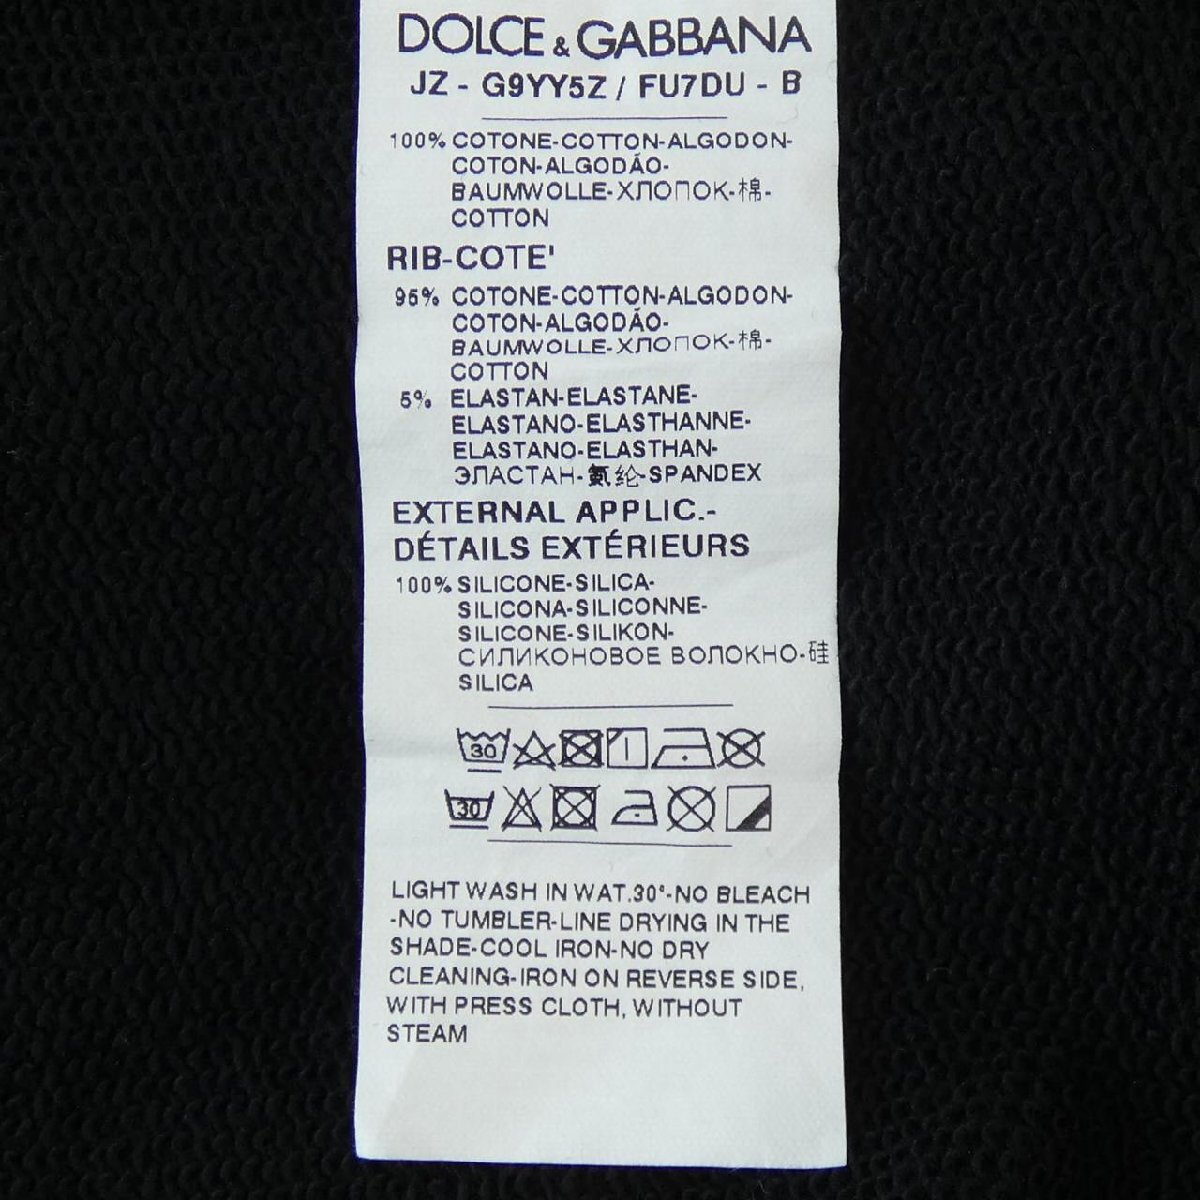 DOLCE & GABBANA
JZ - G9YY5Z / FU7DU - B
100% COTONE-COTTON-ALGODON-
COTON-ALGODÃO-
BAUMWOLLE-ХЛОПОК-棉-
COTTON
RIB-COTE'
95% COTONE-COTTON-ALGODON-
COTON-ALGODÃO-
BAUMWOLLE-ХЛОПОК-棉-
COTTON
5% ELASTAN-ELASTANE-
ELASTANO-ELASTHANNE-
ELASTANO-ELASTHAN-
ЭЛАСТАН-氨纶-SPANDEX
EXTERNAL APPLIC.-
DÉTAILS EXTÉRIEURS
100% SILICONE-SILICA-
SILICONA-SILICONNE-
SILICONE-SILIKON-
СИЛИКОНОВОЕ ВОЛОКНО-硅
SILICA
30
30
LIGHT WASH IN WAT.30°-NO BLEACH
-NO TUMBLER-LINE DRYING IN THE
SHADE-COOL IRON-NO DRY
CLEANING-IRON ON REVERSE SIDE,
WITH PRESS CLOTH, WITHOUT
STEAM